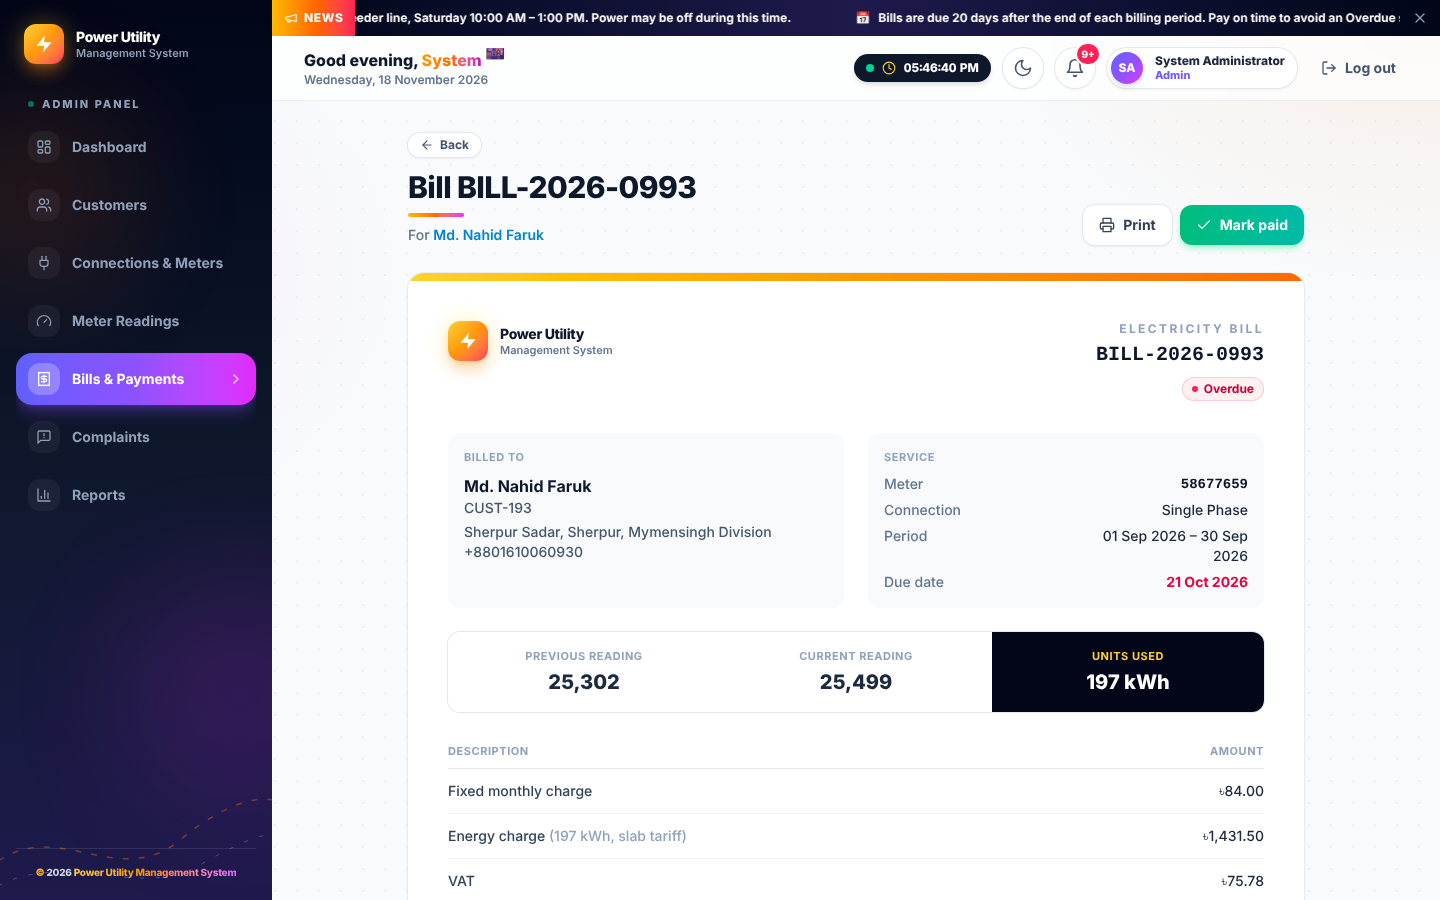 Power Utility
Management System
ADMIN PANEL
Dashboard
Customers
Connections & Meters
Meter Readings
Bills & Payments
Complaints
Reports
© 2026 Power Utility Management System
NEWS
feeder line, Saturday 10:00 AM – 1:00 PM. Power may be off during this time.
Bills are due 20 days after the end of each billing period. Pay on time to avoid an Overdue
Good evening, System
Wednesday, 18 November 2026
05:46:40 PM
9+
SA
System Administrator
Admin
Log out
Back
Bill BILL-2026-0993
For Md. Nahid Faruk
Print
Mark paid
Power Utility
Management System
ELECTRICITY BILL
BILL-2026-0993
Overdue
BILLED TO
Md. Nahid Faruk
CUST-193
Sherpur Sadar, Sherpur, Mymensingh Division
+8801610060930
SERVICE
Meter 58677659
Connection Single Phase
Period 01 Sep 2026 – 30 Sep
2026
Due date 21 Oct 2026
PREVIOUS READING
25,302
CURRENT READING
25,499
UNITS USED
197 kWh
DESCRIPTION AMOUNT
Fixed monthly charge ৳84.00
Energy charge (197 kWh, slab tariff) ৳1,431.50
VAT ৳75.78